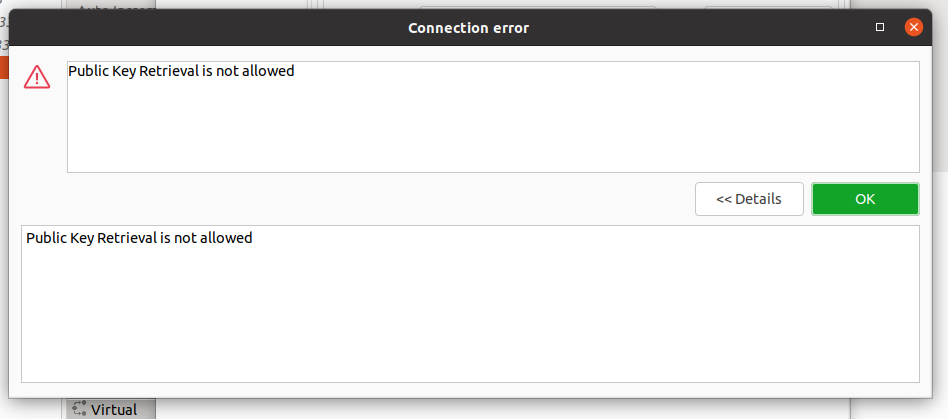 Connection error
Public Key Retrieval is not allowed
<< Details
OK
Public Key Retrieval is not allowed
Virtual